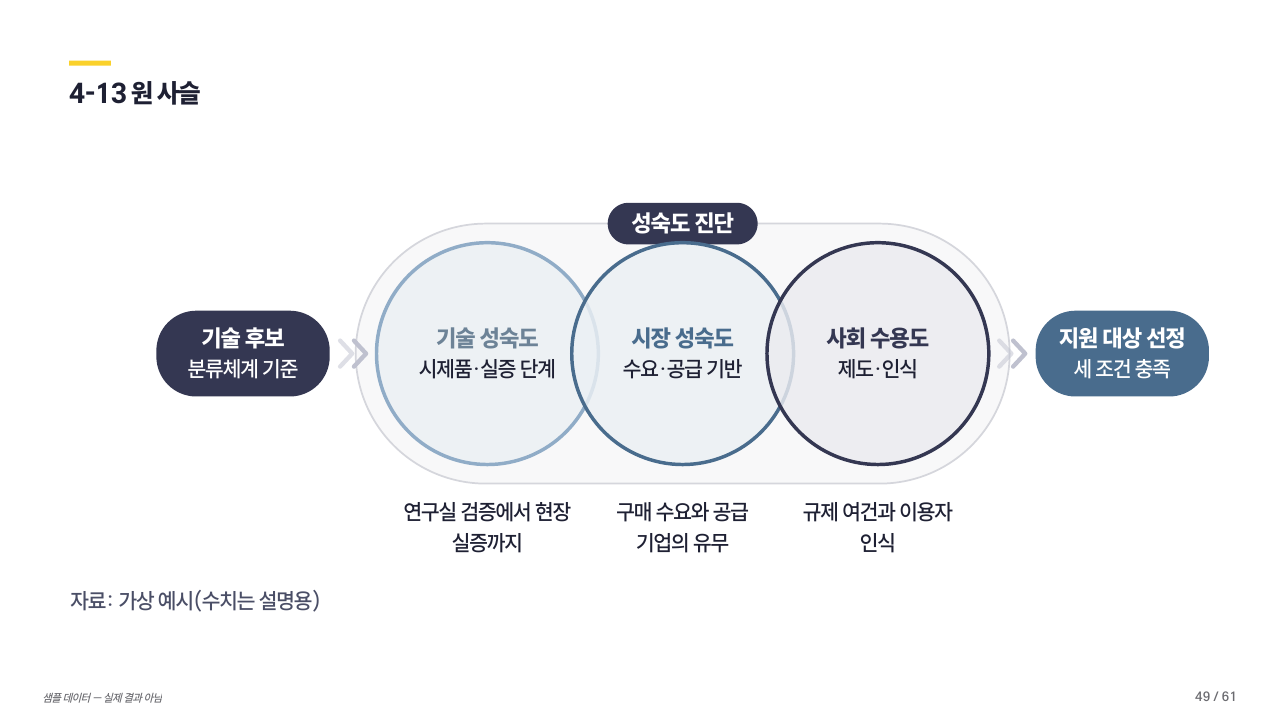 4-13 원 사슬
성숙도 진단
기술 후보
분류체계 기준
기술 성숙도
시제품·실증 단계
시장 성숙도
수요·공급 기반
사회 수용도
제도·인식
지원 대상 선정
세 조건 충족
연구실 검증에서 현장
실증까지
구매 수요와 공급
기업의 유무
규제 여건과 이용자
인식
자료: 가상 예시(수치는 설명용)
샘플 데이터 — 실제 결과 아님
49 / 61